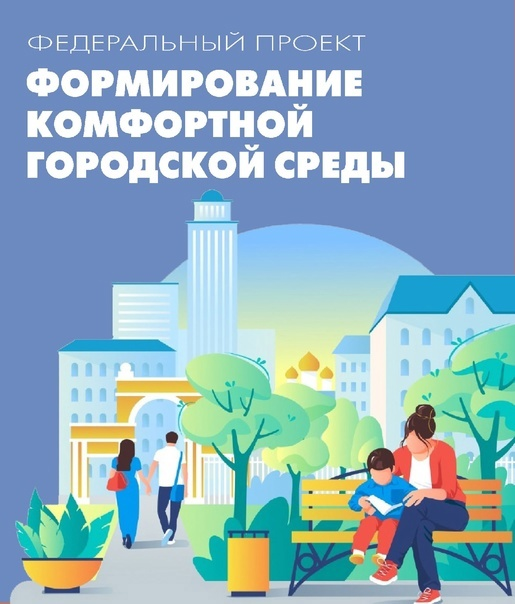 ФЕДЕРАЛЬНЫЙ ПРОЕКТ
ФОРМИРОВАНИЕ
КОМФОРТНОЙ
ГОРОДСКОЙ СРЕДЫ